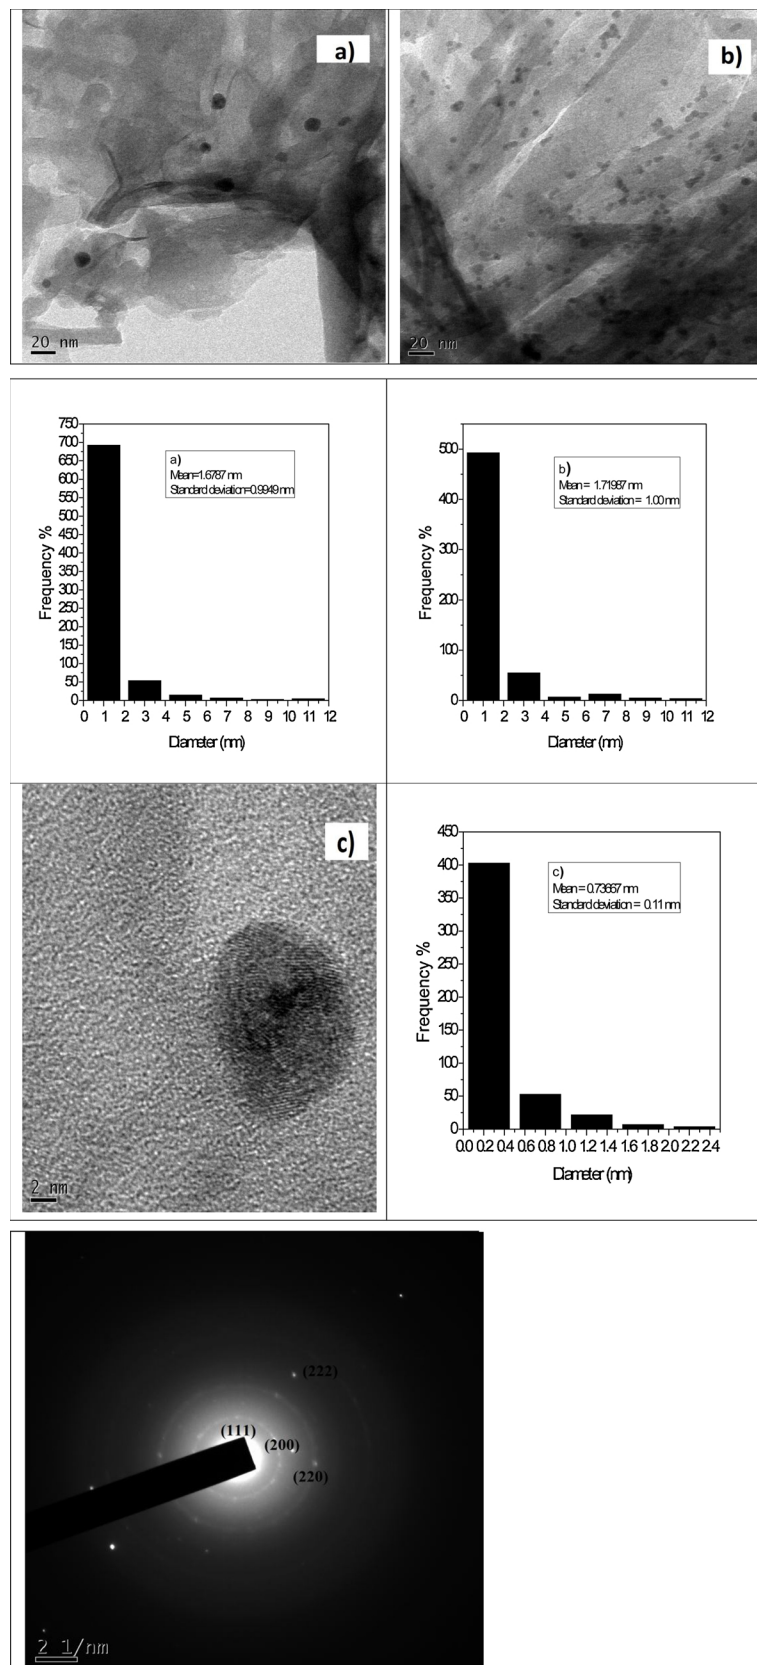 a)
b)
20 nm
20 nm
750
700
650
600
550
500
450
400
350
300
250
200
150
100
50
0
Frequency %
a)
Mean=1.6787 nm
Standard deviation=0.9949 nm
0 1 2 3 4 5 6 7 8 9 10 11 12
Diameter (nm)
500
400
300
200
100
0
Frequency %
b)
Mean = 1.71987 nm
Standard deviation = 1.00 nm
0 1 2 3 4 5 6 7 8 9 10 11 12
Diameter (nm)
c)
2 nm
450
400
350
300
250
200
150
100
50
0
Frequency %
c)
Mean = 0.73667 nm
Standard deviation = 0.11 nm
0.0 0.2 0.4 0.6 0.8 1.0 1.2 1.4 1.6 1.8 2.0 2.2 2.4
Diameter (nm)
(222)
(111)
(200)
(220)
2 1/nm